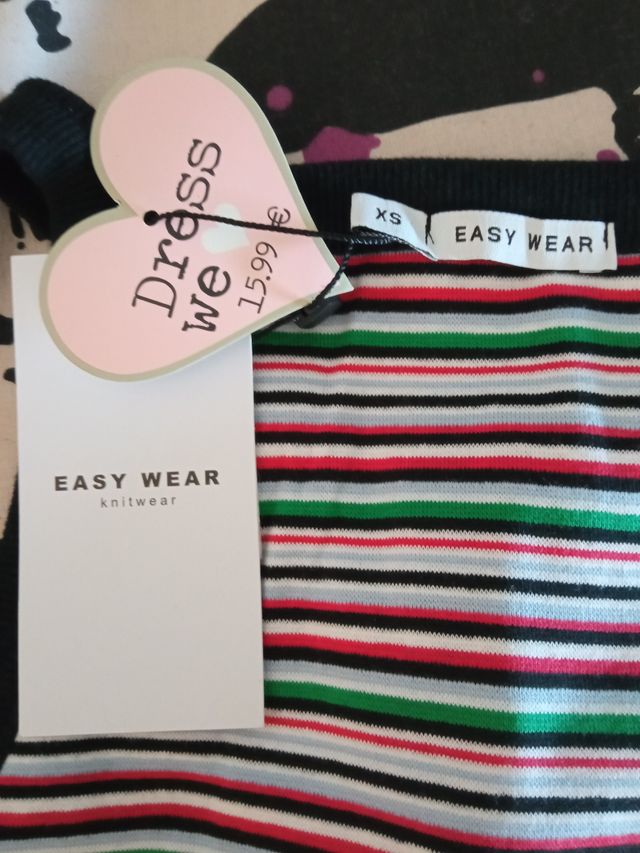 Dress
we
15.99 €
XS
EASY WEAR
EASY WEAR
knitwear